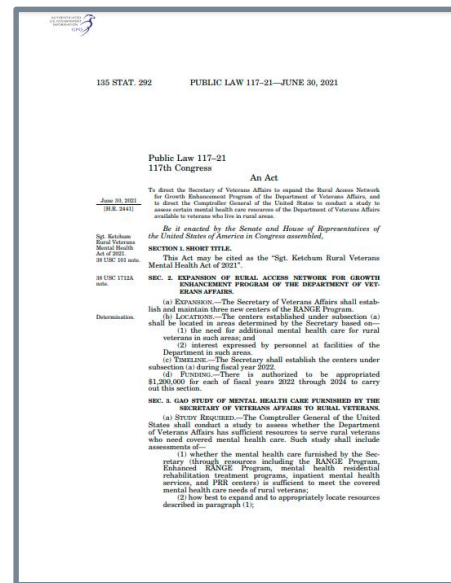 AUTHENTICATED
U.S. GOVERNMENT
INFORMATION
GPO
135 STAT. 292 PUBLIC LAW 117–21—JUNE 30, 2021
Public Law 117–21
117th Congress
An Act
June 30, 2021
[H.R. 2441]
To direct the Secretary of Veterans Affairs to expand the Rural Access Network
for Growth Enhancement Program of the Department of Veterans Affairs, and
to direct the Comptroller General of the United States to conduct a study to
assess certain mental health care resources of the Department of Veterans Affairs
available to veterans who live in rural areas.
Be it enacted by the Senate and House of Representatives of
the United States of America in Congress assembled,
Sgt. Ketchum
Rural Veterans
Mental Health
Act of 2021.
38 USC 101 note.
SECTION 1. SHORT TITLE.
This Act may be cited as the “Sgt. Ketchum Rural Veterans
Mental Health Act of 2021”.
38 USC 1712A
note.
SEC. 2. EXPANSION OF RURAL ACCESS NETWORK FOR GROWTH
ENHANCEMENT PROGRAM OF THE DEPARTMENT OF VET-
ERANS AFFAIRS.
(a) EXPANSION.—The Secretary of Veterans Affairs shall estab-
lish and maintain three new centers of the RANGE Program.
Determination.
(b) LOCATIONS.—The centers established under subsection (a)
shall be located in areas determined by the Secretary based on—
(1) the need for additional mental health care for rural
veterans in such areas; and
(2) interest expressed by personnel at facilities of the
Department in such areas.
(c) TIMELINE.—The Secretary shall establish the centers under
subsection (a) during fiscal year 2022.
(d) FUNDING.—There is authorized to be appropriated
$1,200,000 for each of fiscal years 2022 through 2024 to carry
out this section.
SEC. 3. GAO STUDY OF MENTAL HEALTH CARE FURNISHED BY THE
SECRETARY OF VETERANS AFFAIRS TO RURAL VETERANS.
(a) STUDY REQUIRED.—The Comptroller General of the United
States shall conduct a study to assess whether the Department
of Veterans Affairs has sufficient resources to serve rural veterans
who need covered mental health care. Such study shall include
assessments of—
(1) whether the mental health care furnished by the Sec-
retary (through resources including the RANGE Program,
Enhanced RANGE Program, mental health residential
rehabilitation treatment programs, inpatient mental health
services, and PRR centers) is sufficient to meet the covered
mental health care needs of rural veterans;
(2) how best to expand and to appropriately locate resources
described in paragraph (1);